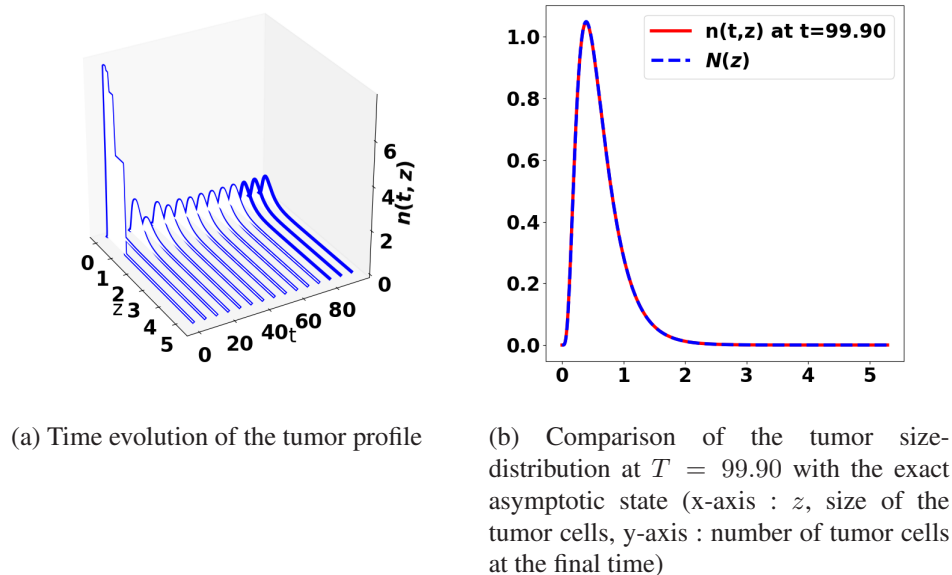 n(t,z) at t=99.90
N(z)
1.0
0.8
0.6
0.4
0.2
0.0
0 1 2 3 4 5
6
4
2
0
n(t, z)
0
1
2
3
4
5
z
0
20
40
60
80
t
(a) Time evolution of the tumor profile
(b) Comparison of the tumor size-
distribution at T = 99.90 with the exact
asymptotic state (x-axis : z, size of the
tumor cells, y-axis : number of tumor cells
at the final time)